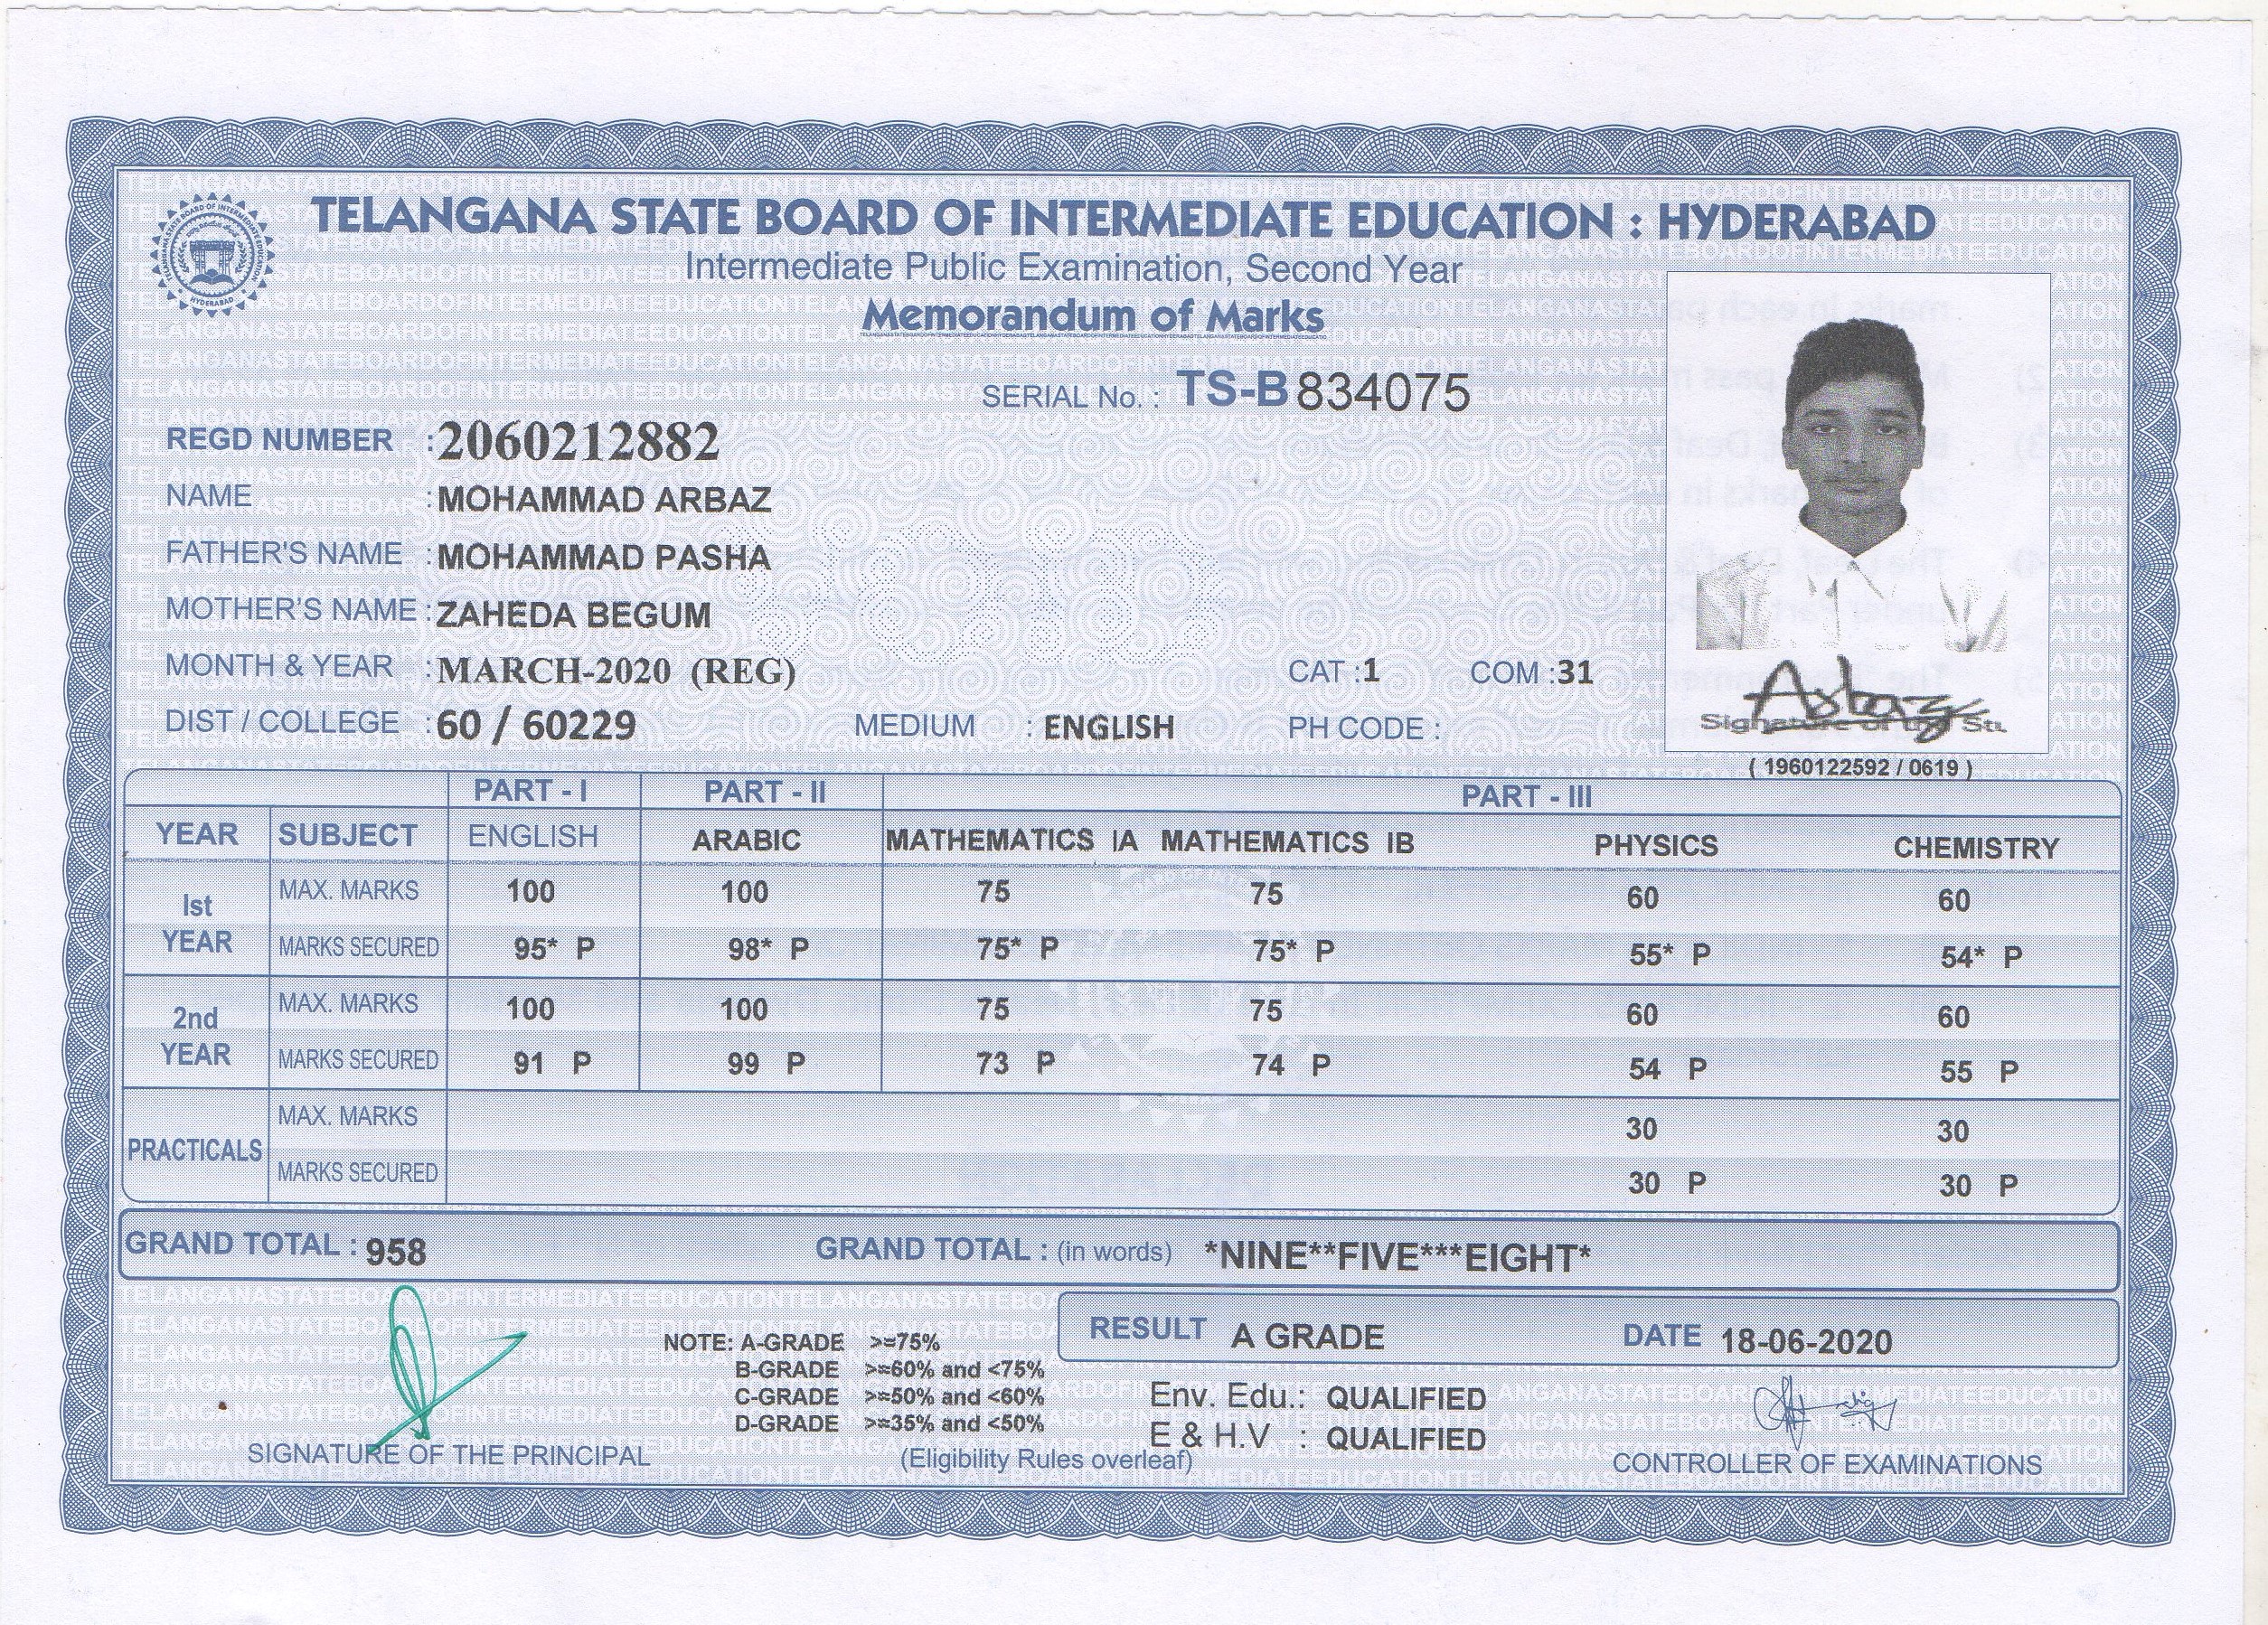 TELANGANA STATE BOARD OF INTERMEDIATE EDUCATION : HYDERABAD
Intermediate Public Examination, Second Year
Memorandum of Marks
SERIAL No. : TS-B 834075
REGD NUMBER : 2060212882
NAME : MOHAMMAD ARBAZ
FATHER'S NAME : MOHAMMAD PASHA
MOTHER'S NAME : ZAHEDA BEGUM
MONTH & YEAR : MARCH-2020 (REG) CAT : 1 COM : 31
DIST / COLLEGE : 60 / 60229 MEDIUM : ENGLISH PH CODE :
Arbaz
Signature of the Stu
( 1960122592 / 0619 )
PART - I PART - II PART - III
YEAR SUBJECT ENGLISH ARABIC MATHEMATICS IA MATHEMATICS IB PHYSICS CHEMISTRY
Ist YEAR MAX. MARKS 100 100 75 75 60 60
MARKS SECURED 95* P 98* P 75* P 75* P 55* P 54* P
2nd YEAR MAX. MARKS 100 100 75 75 60 60
MARKS SECURED 91 P 99 P 73 P 74 P 54 P 55 P
PRACTICALS MAX. MARKS 30 30
MARKS SECURED 30 P 30 P
GRAND TOTAL : 958 GRAND TOTAL : (in words) *NINE**FIVE***EIGHT*
RESULT A GRADE DATE 18-06-2020
NOTE: A-GRADE >=75%
B-GRADE >=60% and <75%
C-GRADE >=50% and <60%
D-GRADE >=35% and <50%
(Eligibility Rules overleaf)
Env. Edu.: QUALIFIED
E & H.V : QUALIFIED
SIGNATURE OF THE PRINCIPAL
CONTROLLER OF EXAMINATIONS